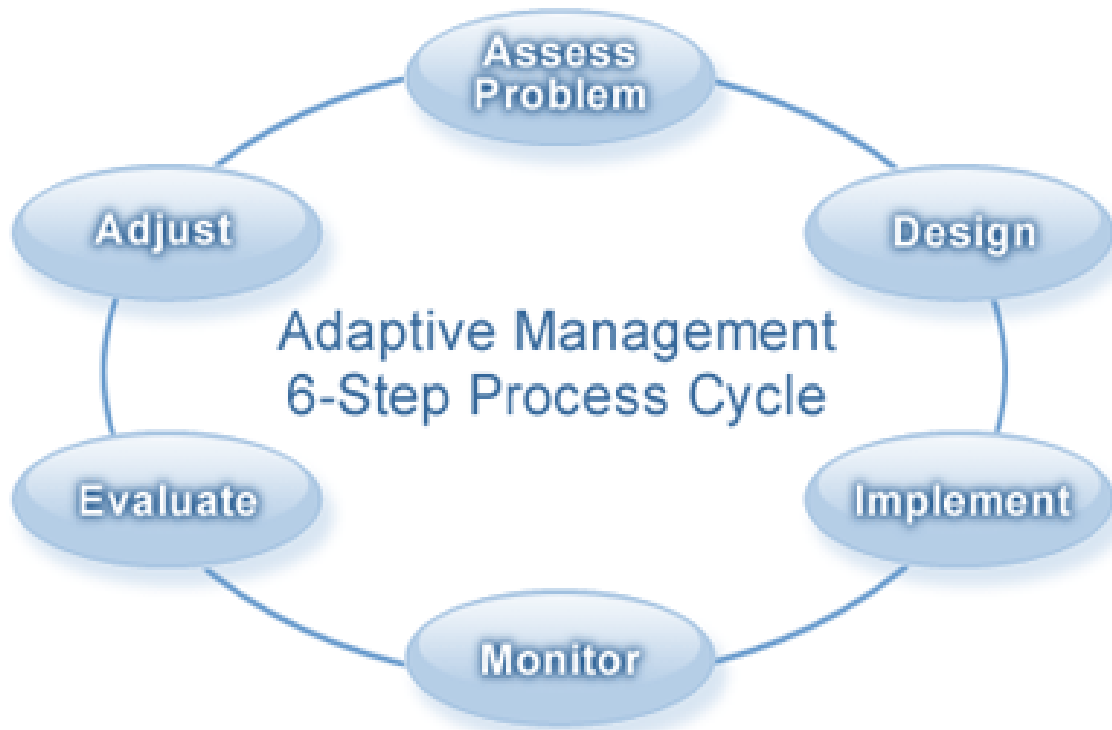 Assess
Problem
Design
Implement
Monitor
Evaluate
Adjust
Adaptive Management
6-Step Process Cycle